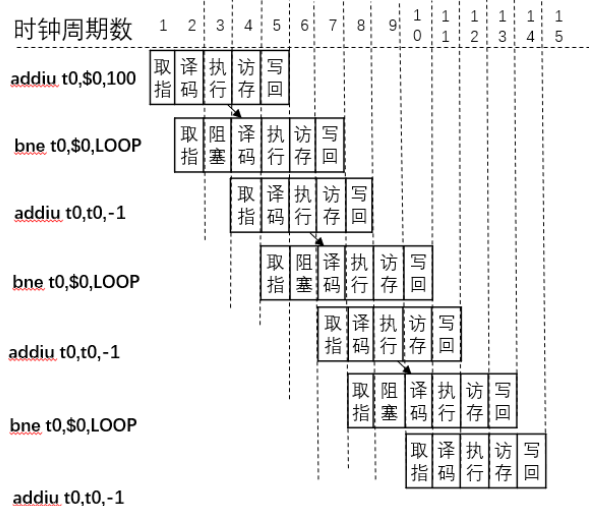 时钟周期数 1 2 3 4 5 6 7 8 9 10 11 12 13 14 15
addiu t0,$0,100 取指 译码 执行 访存 写回
bne t0,$0,LOOP 取指 阻塞 译码 执行 访存 写回
addiu t0,t0,-1 取指 译码 执行 访存 写回
bne t0,$0,LOOP 取指 阻塞 译码 执行 访存 写回
addiu t0,t0,-1 取指 译码 执行 访存 写回
bne t0,$0,LOOP 取指 阻塞 译码 执行 访存 写回
addiu t0,t0,-1 取指 译码 执行 访存 写回